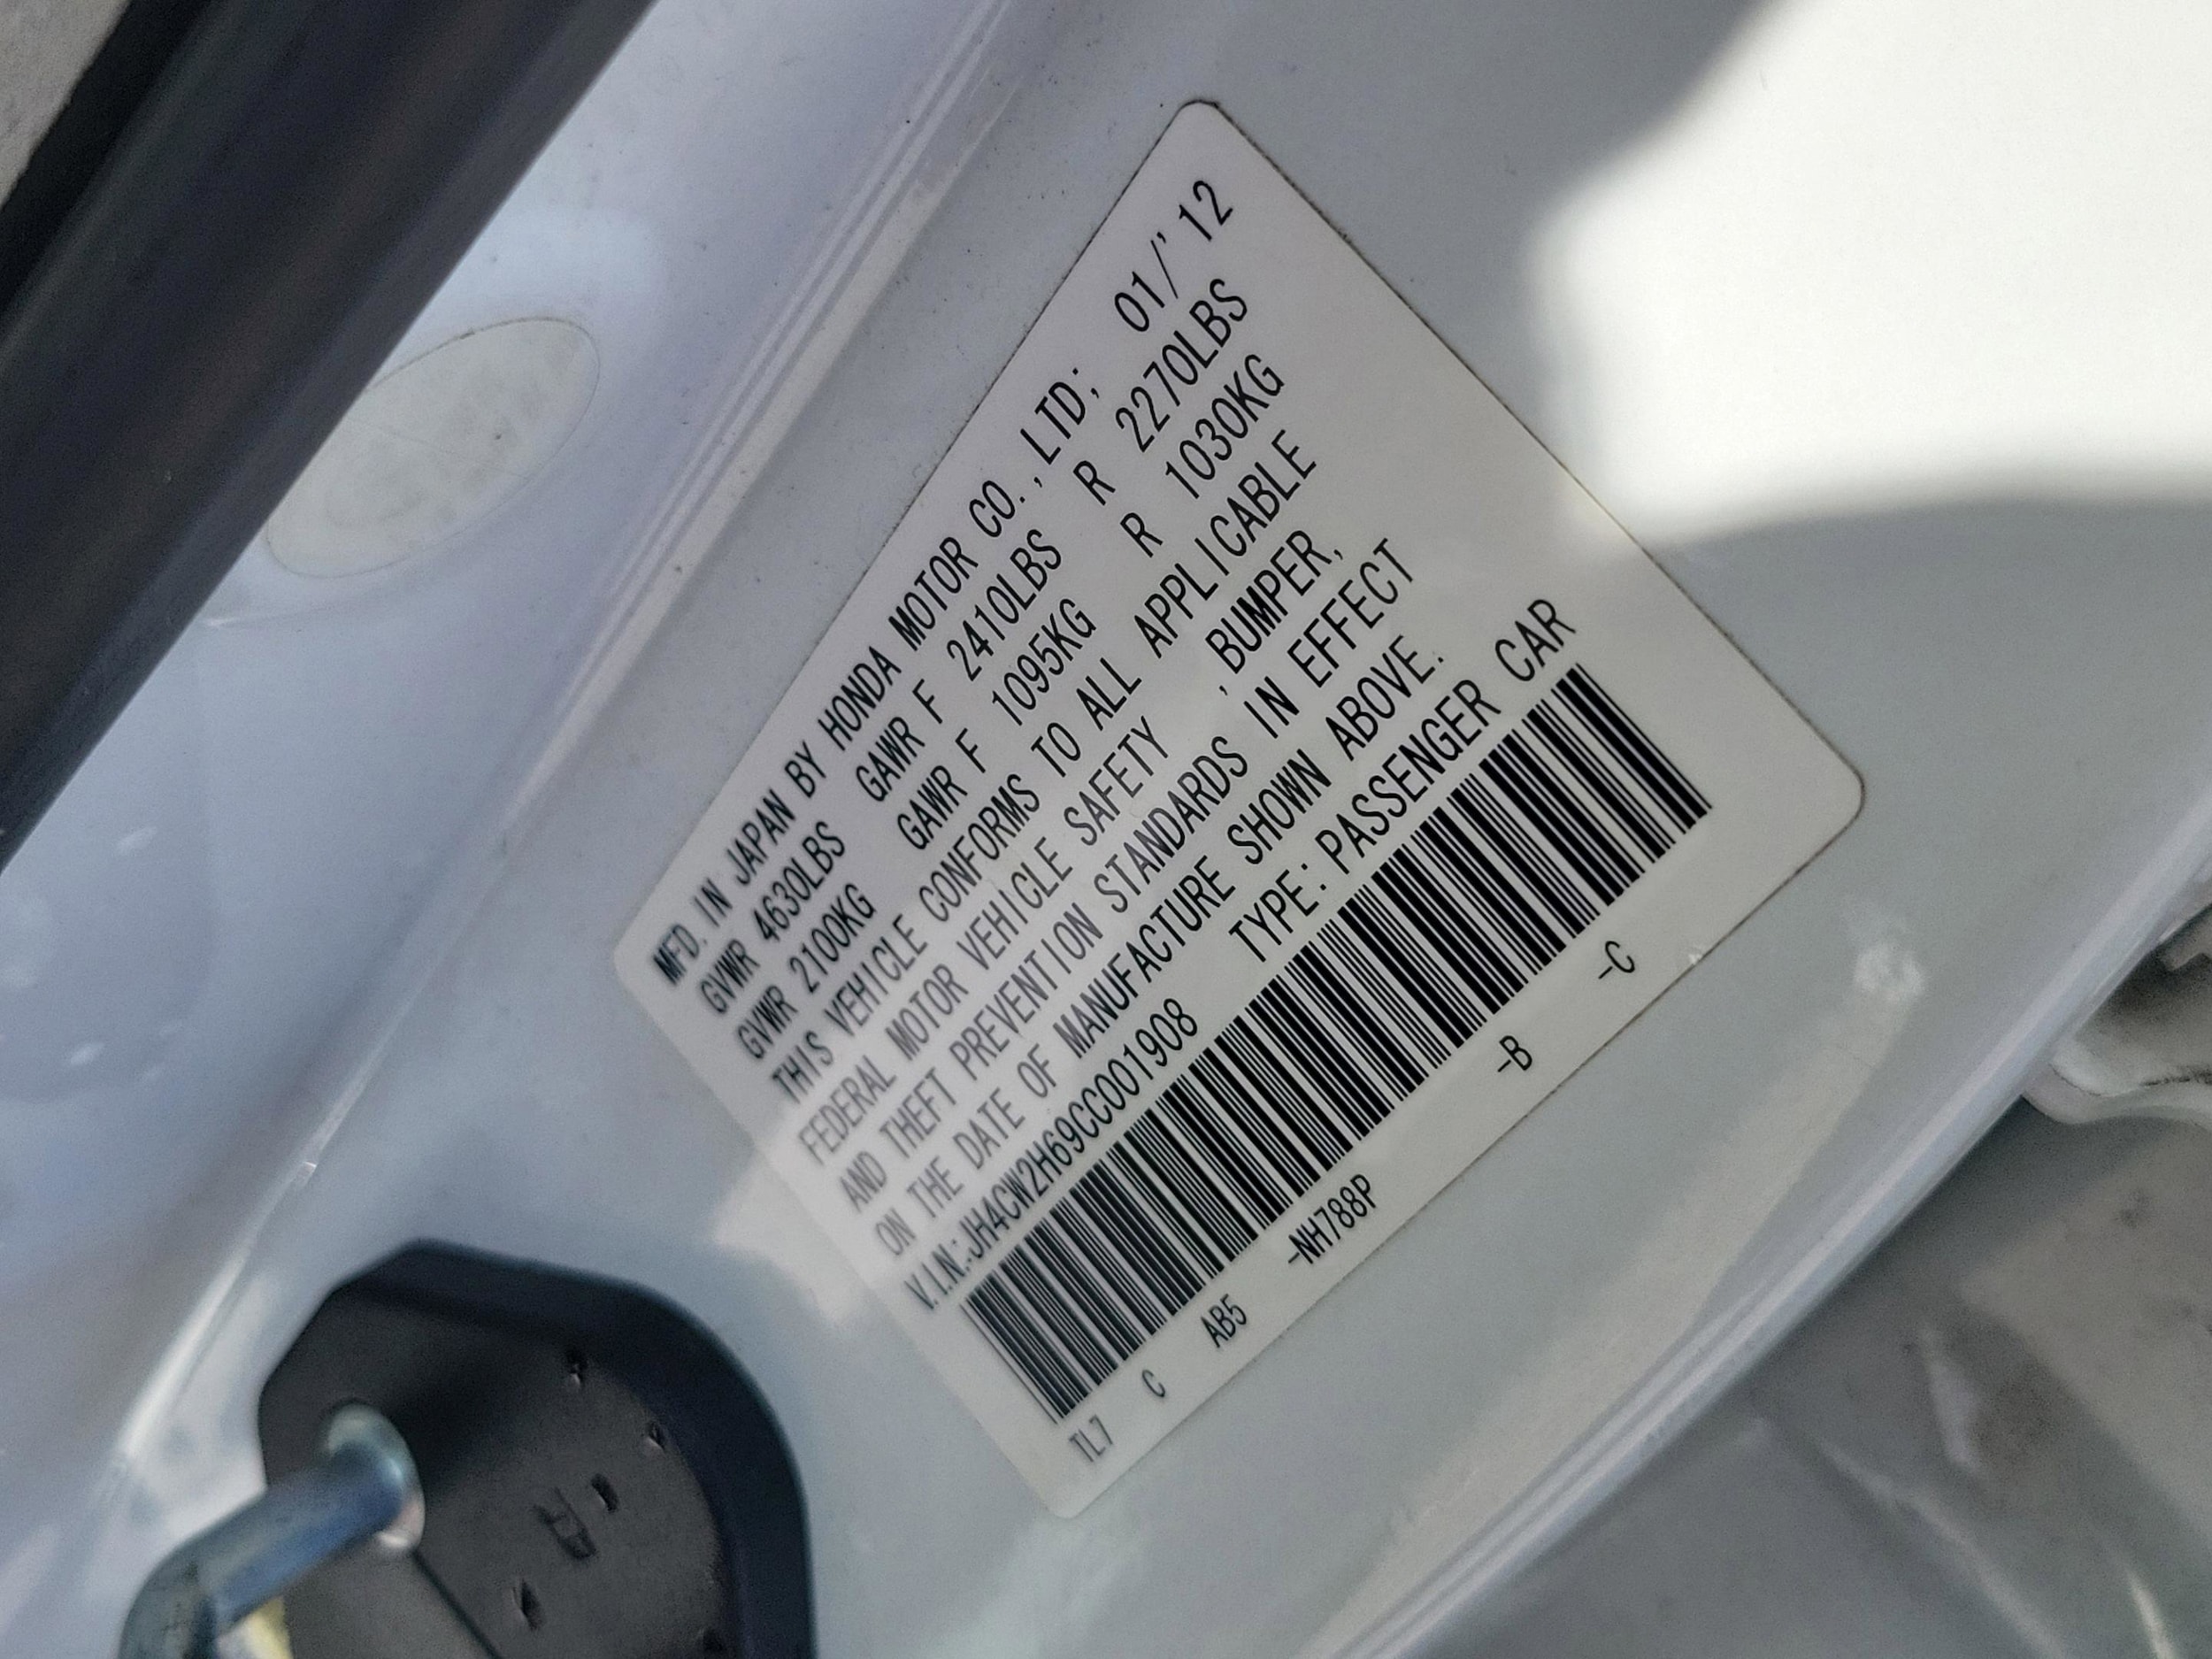 MFD. IN JAPAN BY HONDA MOTOR CO.,LTD; 01/'12
GVWR 4630LBS GAWR F 2410LBS R 2270LBS
GVWR 2100KG GAWR F 1095KG R 1030KG
THIS VEHICLE CONFORMS TO ALL APPLICABLE
FEDERAL MOTOR VEHICLE SAFETY ,BUMPER,
AND THEFT PREVENTION STANDARDS IN EFFECT
ON THE DATE OF MANUFACTURE SHOWN ABOVE.
V.I.N.:JH4CW2H69CC001908 TYPE: PASSENGER CAR
TL7 C AB5 -NH788P -B -C